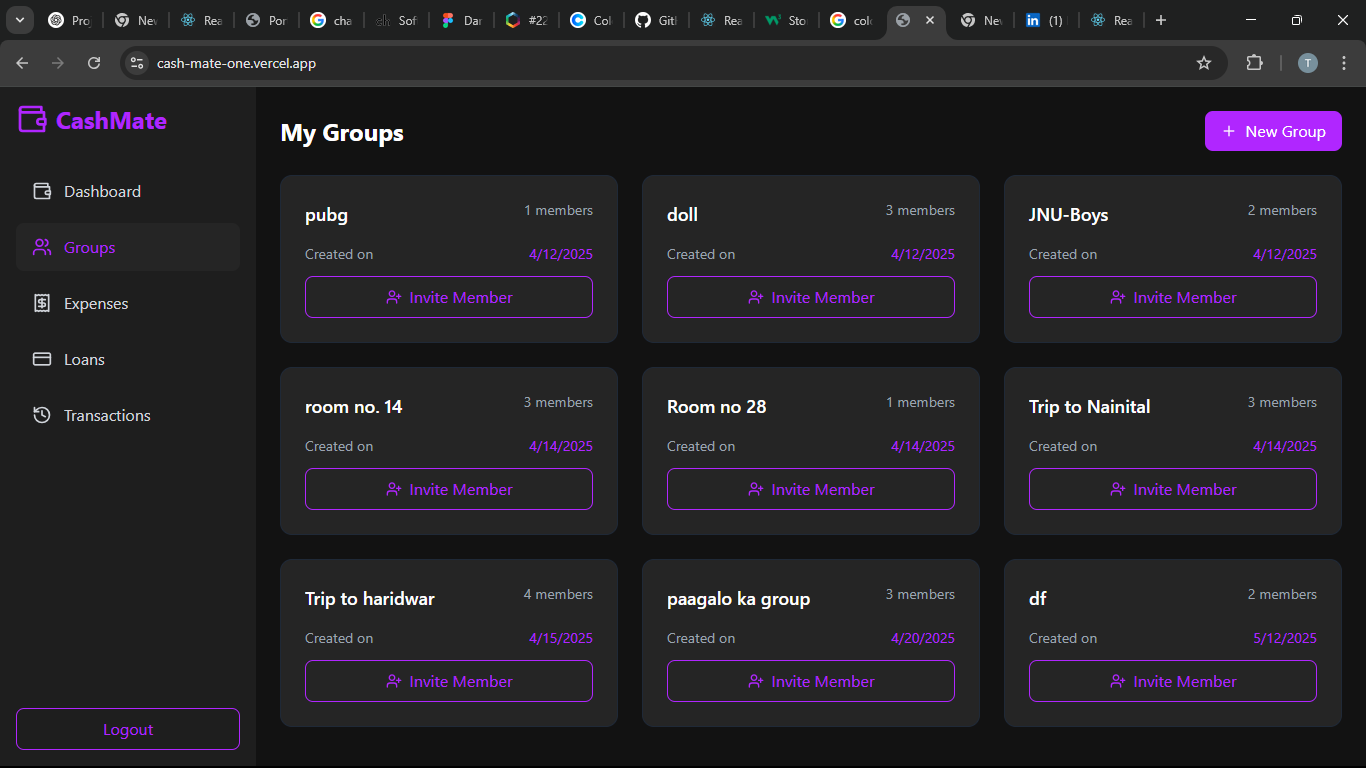 Pro
Nev
Rea
Por
cha
Sof
Dar
#22
Col
Gith
Rea
Sto
colo
Nev
(1)
Rea
cash-mate-one.vercel.app
T
CashMate
Dashboard
Groups
Expenses
Loans
Transactions
Logout
My Groups
+ New Group
pubg 1 members
Created on 4/12/2025
Invite Member
doll 3 members
Created on 4/12/2025
Invite Member
JNU-Boys 2 members
Created on 4/12/2025
Invite Member
room no. 14 3 members
Created on 4/14/2025
Invite Member
Room no 28 1 members
Created on 4/14/2025
Invite Member
Trip to Nainital 3 members
Created on 4/14/2025
Invite Member
Trip to haridwar 4 members
Created on 4/15/2025
Invite Member
paagalo ka group 3 members
Created on 4/20/2025
Invite Member
df 2 members
Created on 5/12/2025
Invite Member